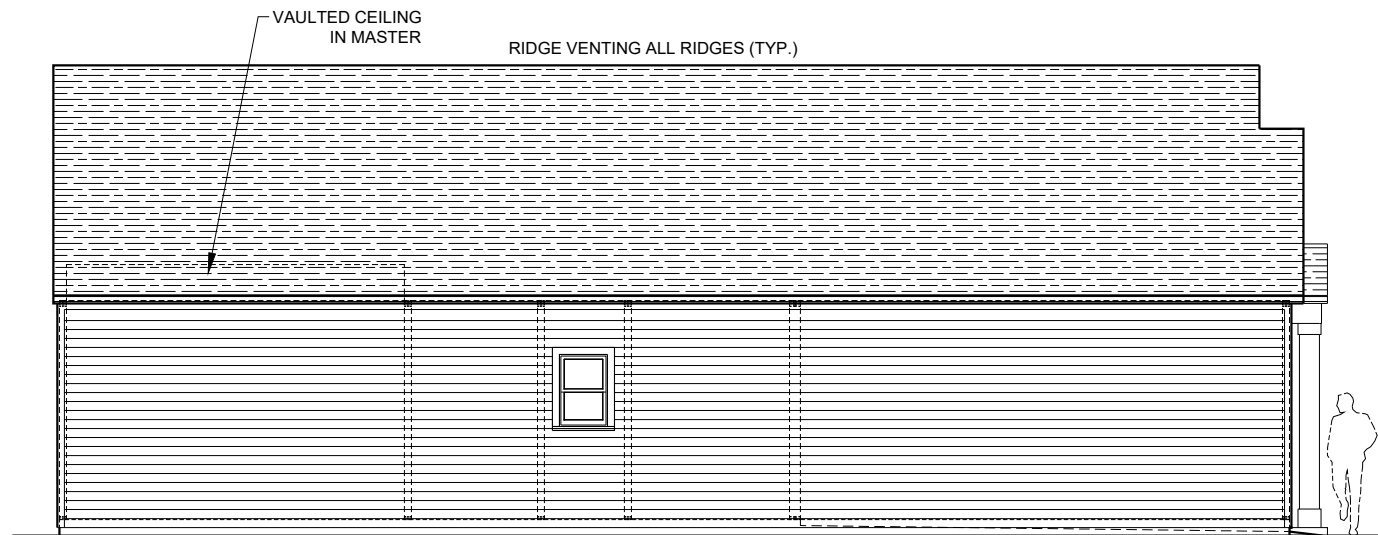 VAULTED CEILING
IN MASTER
RIDGE VENTING ALL RIDGES (TYP.)